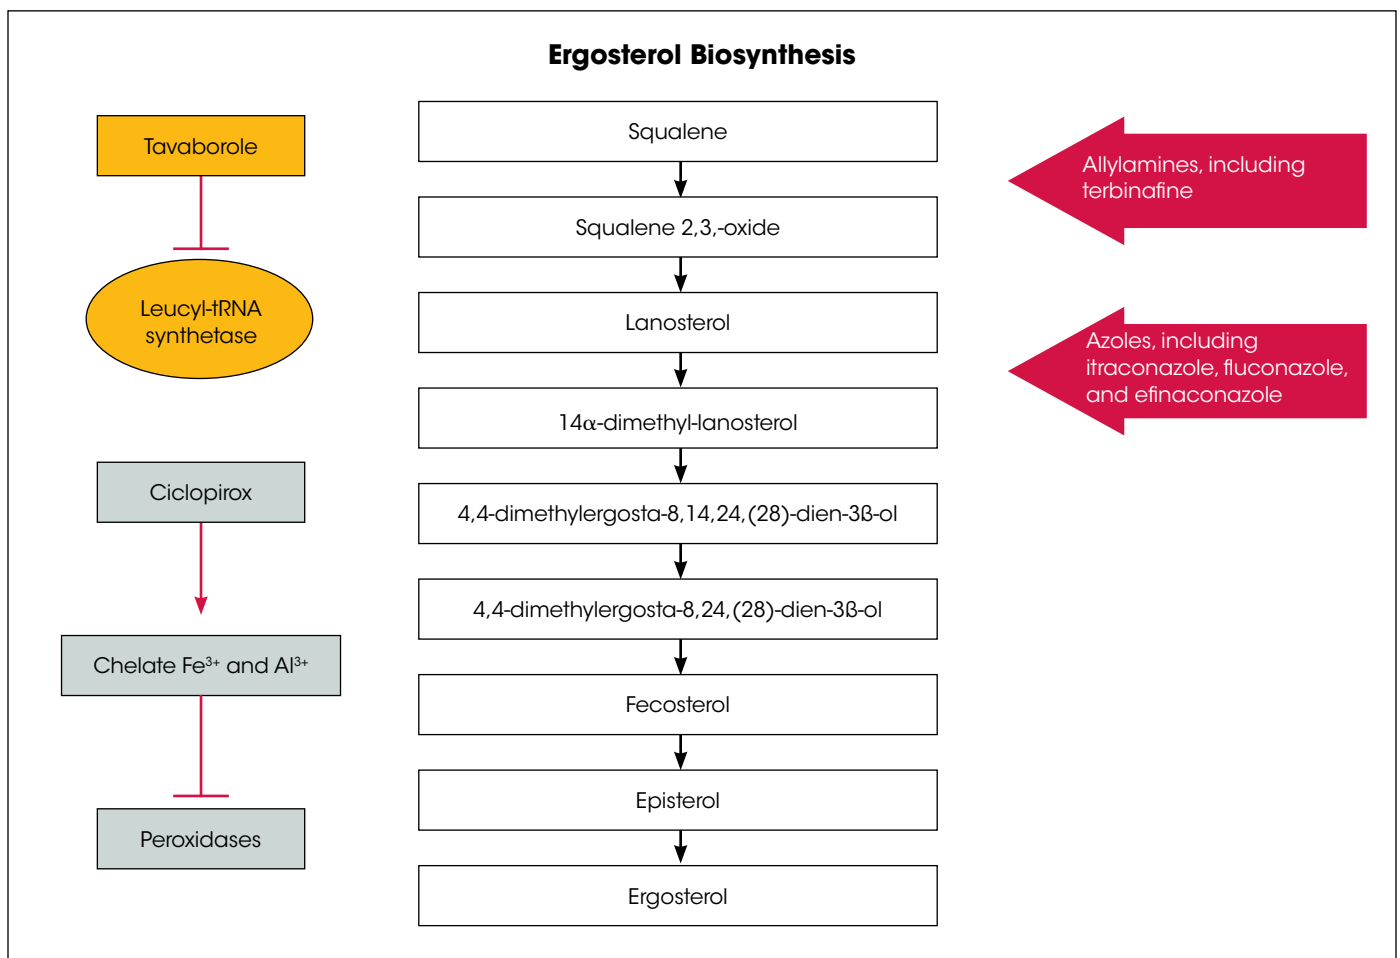 Ergosterol Biosynthesis
Tavaborole
Leucyl-tRNA
synthetase
Ciclopirox
Chelate Fe³⁺ and Al³⁺
Peroxidases
Squalene
Squalene 2,3,-oxide
Lanosterol
14α-dimethyl-lanosterol
4,4-dimethylergosta-8,14,24,(28)-dien-3ß-ol
4,4-dimethylergosta-8,24,(28)-dien-3ß-ol
Fecosterol
Episterol
Ergosterol
Allylamines, including
terbinafine
Azoles, including
itraconazole, fluconazole,
and efinaconazole